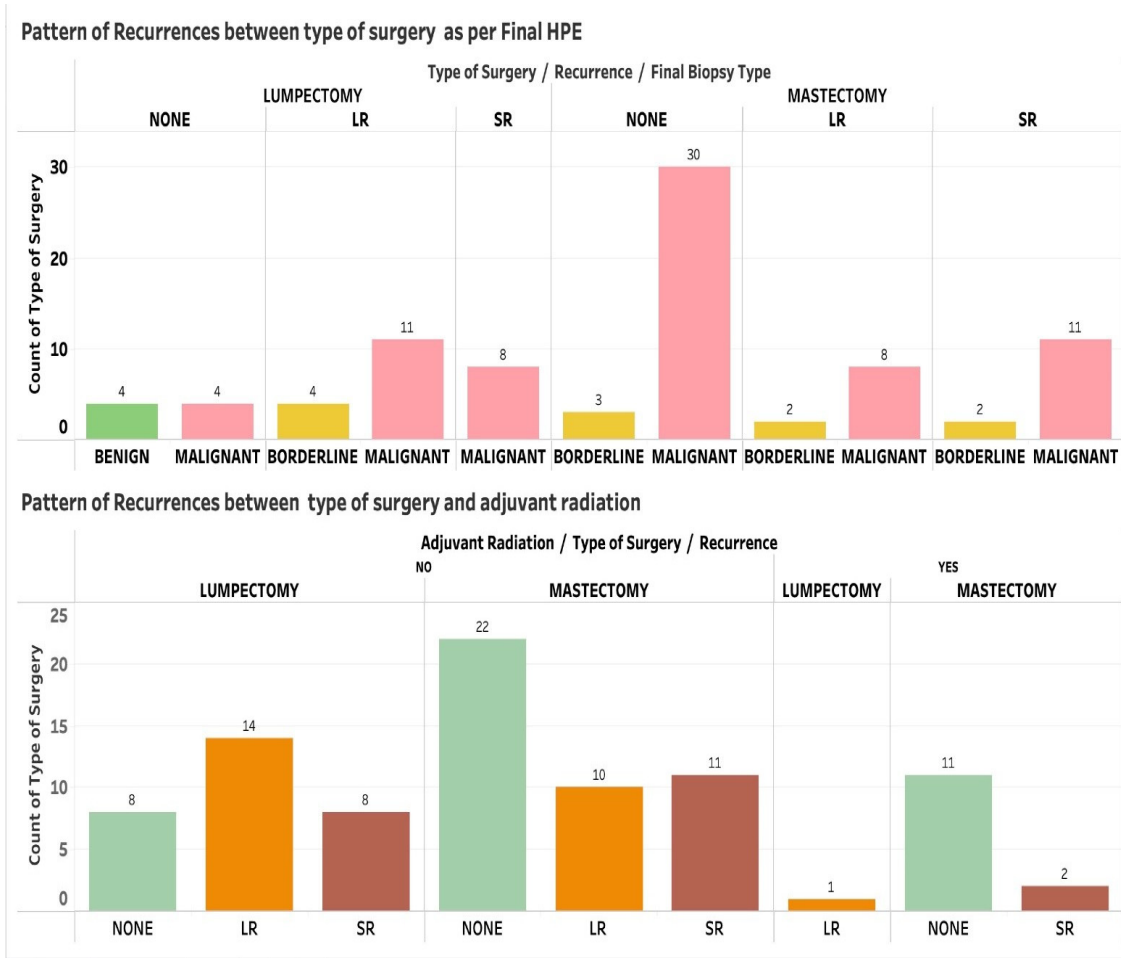 Pattern of Recurrences between type of surgery as per Final HPE
Type of Surgery / Recurrence / Final Biopsy Type
LUMPECTOMY MASTECTOMY
NONE LR SR NONE LR SR
Count of Type of Surgery
30
20
10
0
4 4 4 11 8 3 30 2 8 2 11
BENIGN MALIGNANT BORDERLINE MALIGNANT MALIGNANT BORDERLINE MALIGNANT BORDERLINE MALIGNANT BORDERLINE MALIGNANT
Pattern of Recurrences between type of surgery and adjuvant radiation
Adjuvant Radiation / Type of Surgery / Recurrence
NO YES
LUMPECTOMY MASTECTOMY LUMPECTOMY MASTECTOMY
Count of Type of Surgery
25
20
15
10
5
0
8 14 8 22 10 11 1 11 2
NONE LR SR NONE LR SR LR NONE SR